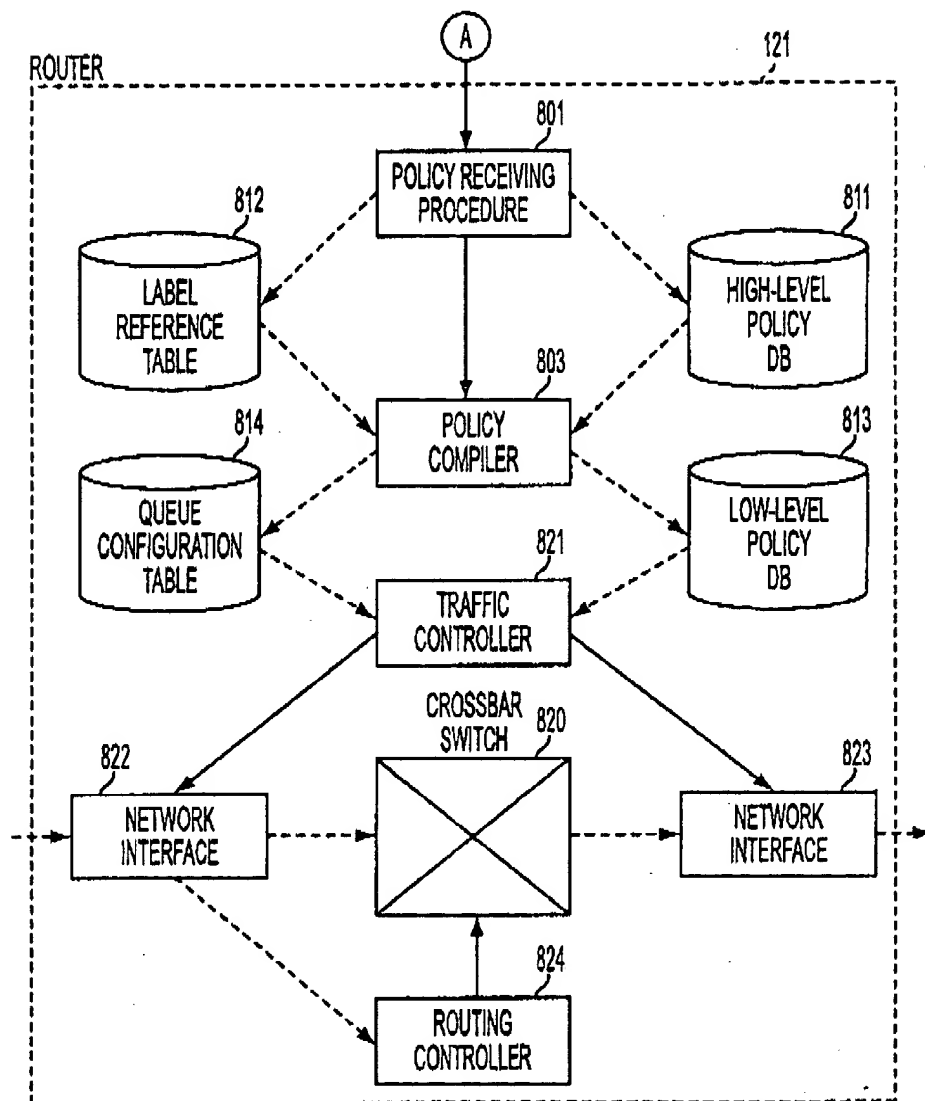 A
ROUTER
121
801
POLICY RECEIVING
PROCEDURE
812
LABEL
REFERENCE
TABLE
811
HIGH-LEVEL
POLICY
DB
803
POLICY
COMPILER
814
QUEUE
CONFIGURATION
TABLE
813
LOW-LEVEL
POLICY
DB
821
TRAFFIC
CONTROLLER
CROSSBAR
SWITCH
820
822
NETWORK
INTERFACE
823
NETWORK
INTERFACE
824
ROUTING
CONTROLLER